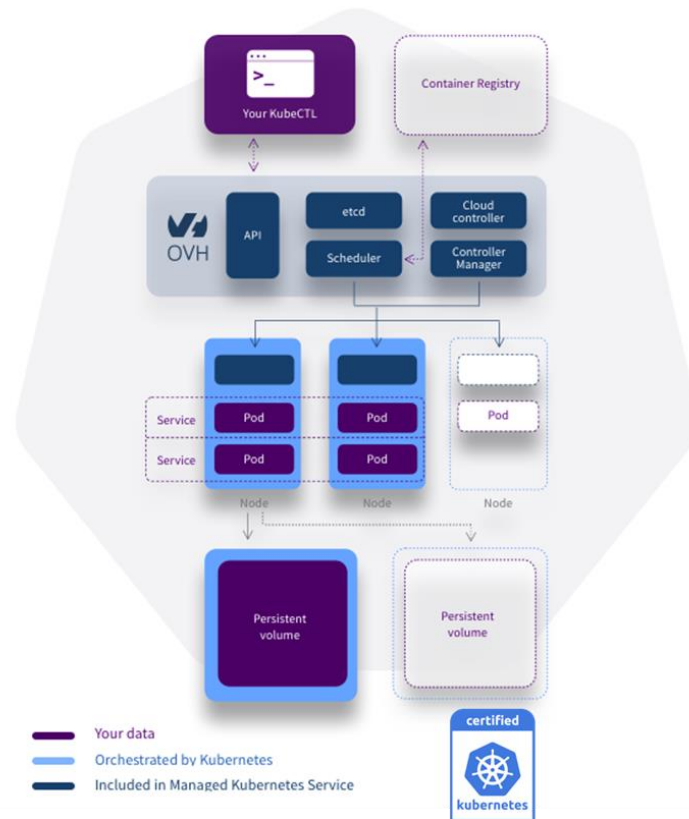 >_
Your KubeCTL
Container Registry
OVH
API
etcd
Cloud
controller
Scheduler
Controller
Manager
Service
Pod
Pod
Pod
Service
Pod
Pod
Node
Node
Node
Persistent
volume
Persistent
volume
Your data
Orchestrated by Kubernetes
Included in Managed Kubernetes Service
certified
kubernetes